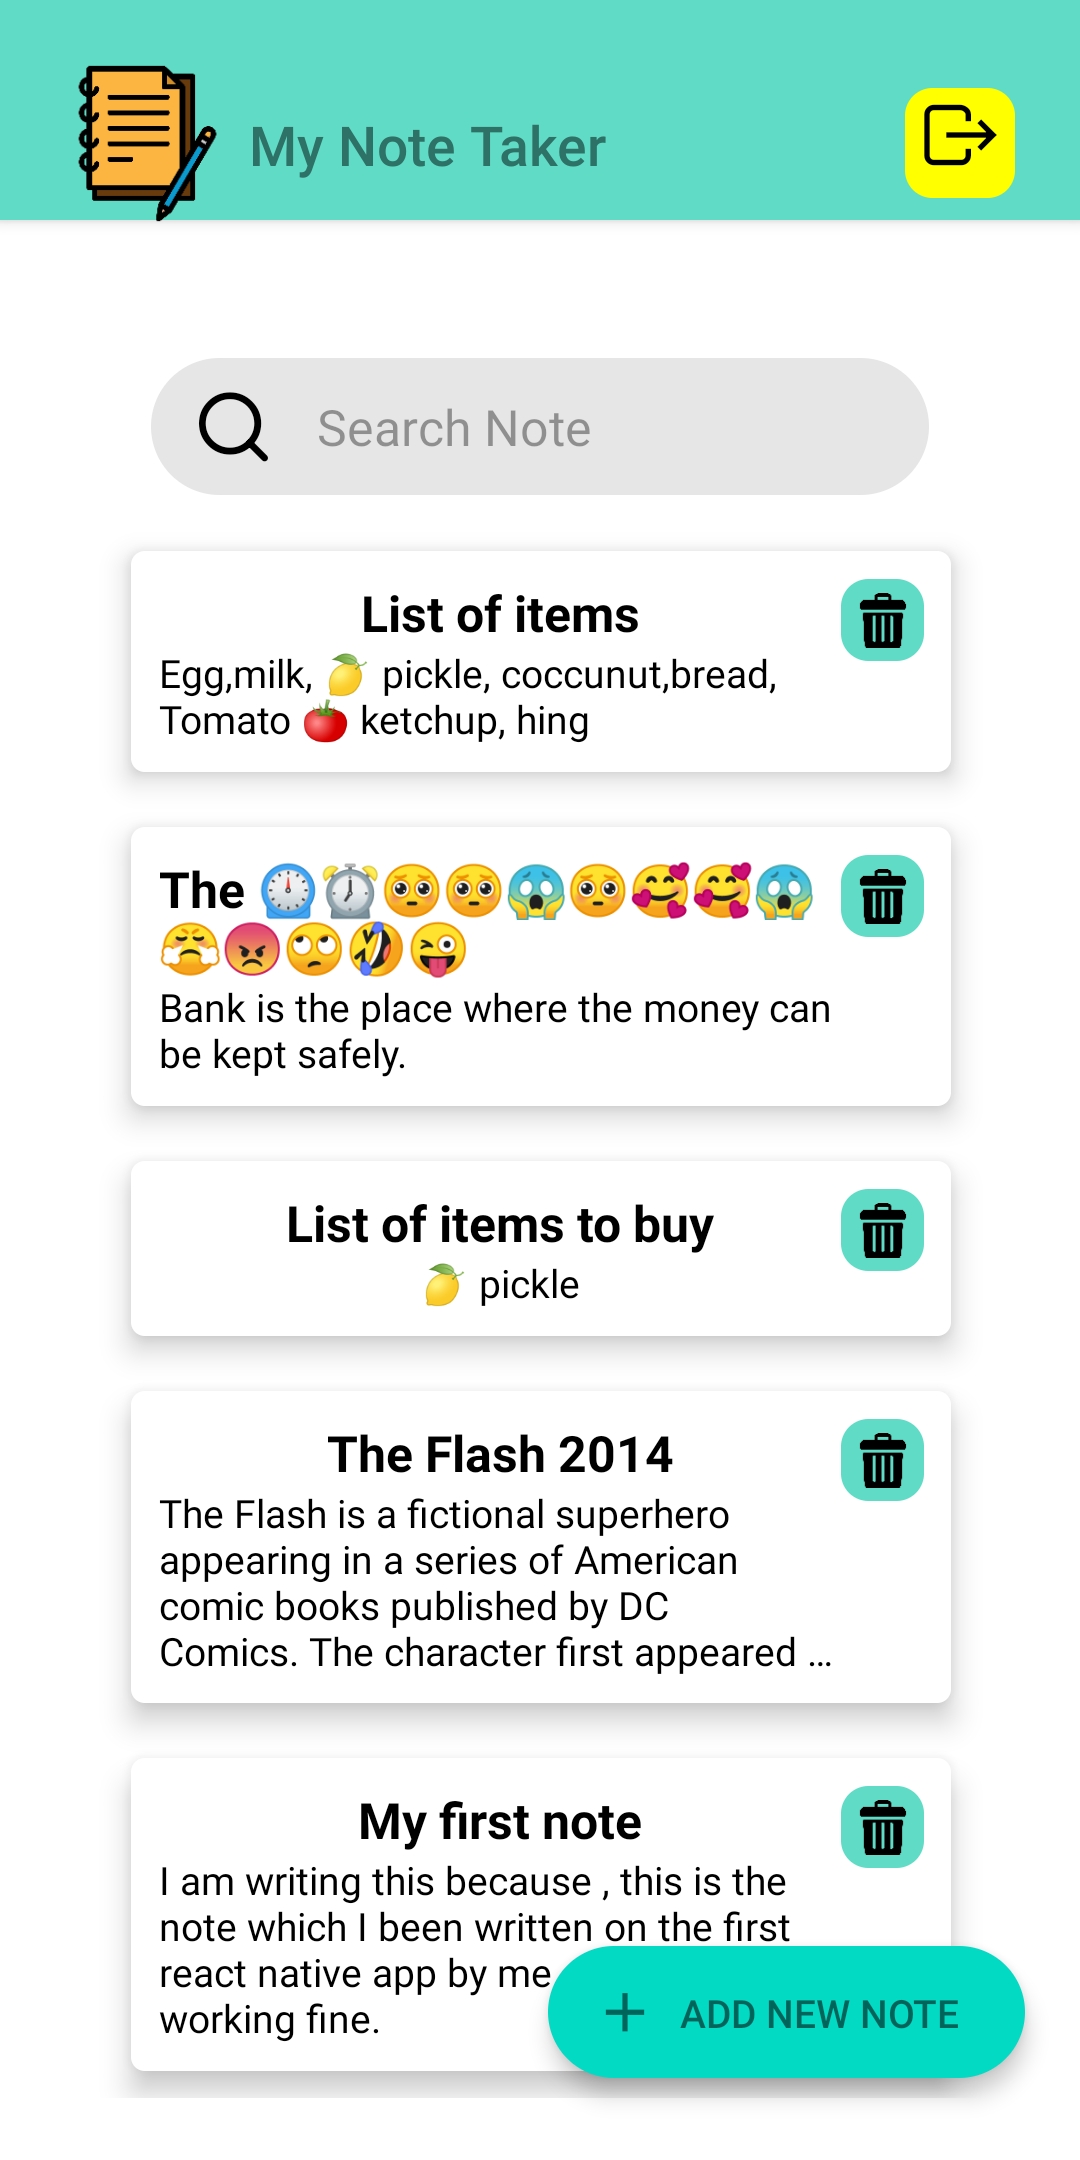 My Note Taker
Search Note
List of items
Egg,milk, 🍋 pickle, coccunut,bread,
Tomato 🍅 ketchup, hing
The ⏲️⏰🥺🥺😱🥺🥰🥰😱
😤😡🙄🤣😜
Bank is the place where the money can
be kept safely.
List of items to buy
🍋 pickle
The Flash 2014
The Flash is a fictional superhero
appearing in a series of American
comic books published by DC
Comics. The character first appeared ...
My first note
I am writing this because , this is the
note which I been written on the first
react native app by me
working fine.
ADD NEW NOTE